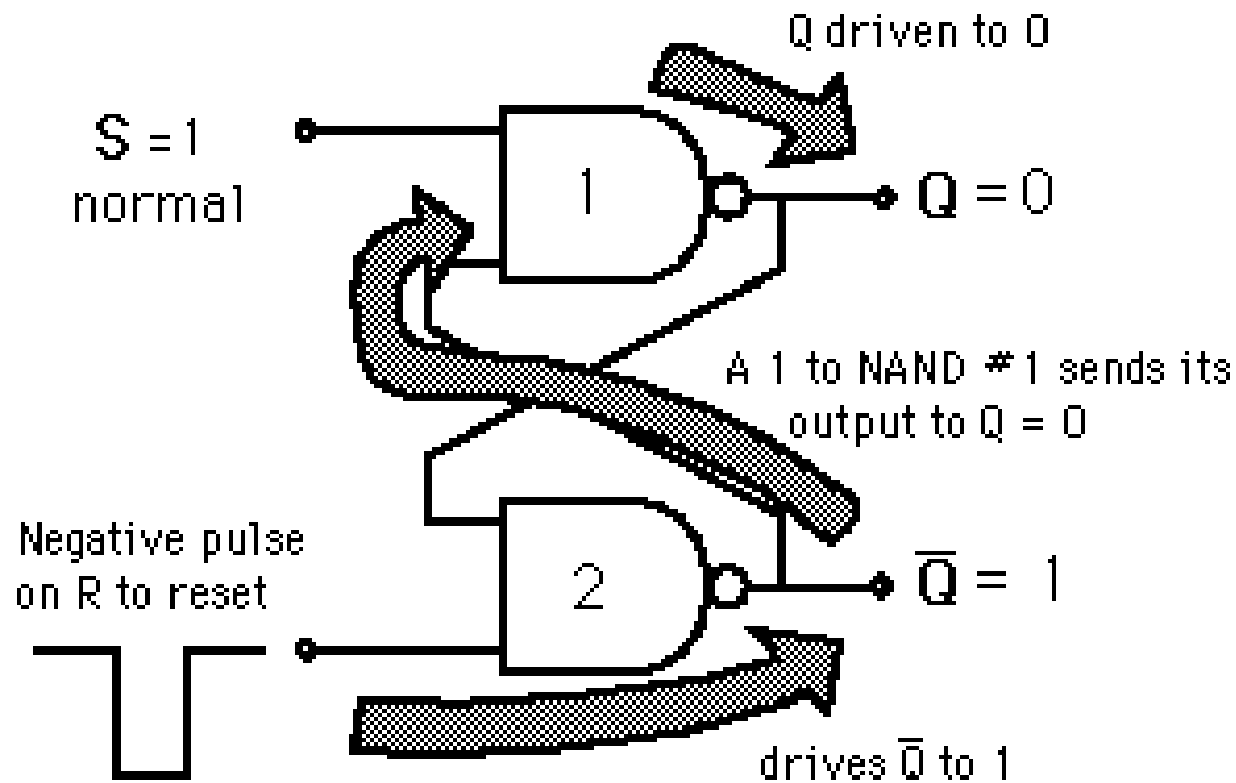 Q driven to 0
S = 1
normal
1
Q = 0
A 1 to NAND #1 sends its
output to Q = 0
Negative pulse
on R to reset
2
Q̅ = 1
drives Q̅ to 1